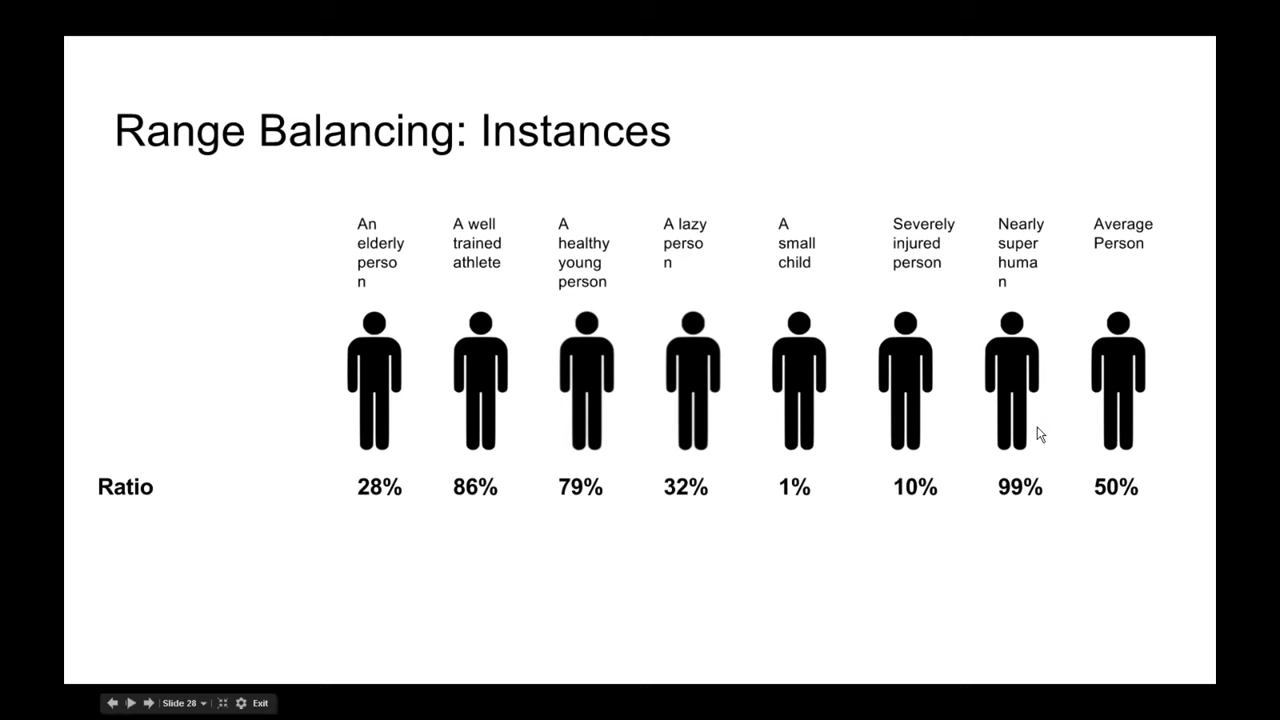 Range Balancing: Instances
An
elderly
perso
n
A well
trained
athlete
A
healthy
young
person
A lazy
perso
n
A
small
child
Severely
injured
person
Nearly
super
huma
n
Average
Person
Ratio 28% 86% 79% 32% 1% 10% 99% 50%
Slide 28 Exit